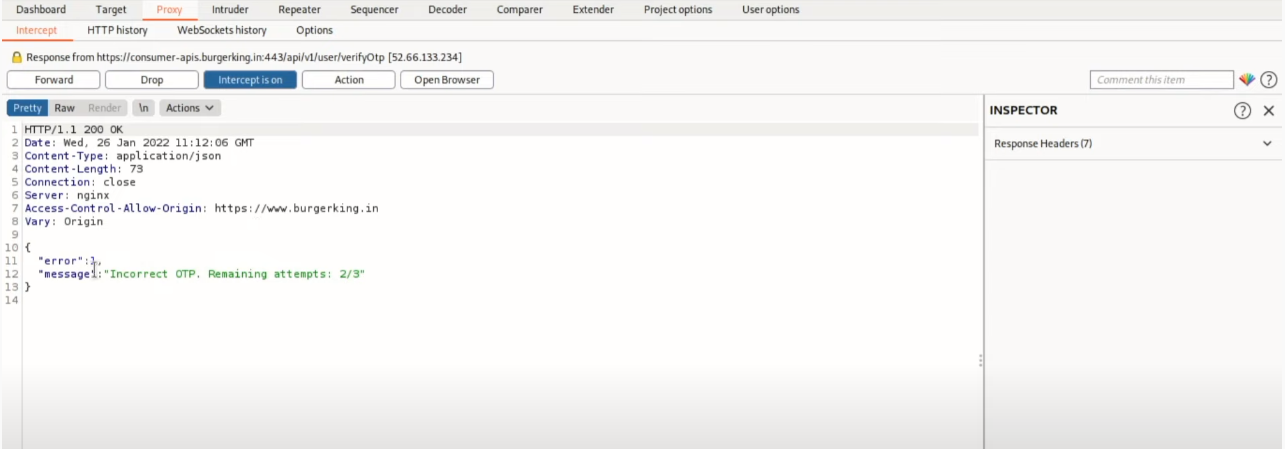 Dashboard Target Proxy Intruder Repeater Sequencer Decoder Comparer Extender Project options User options
Intercept HTTP history WebSockets history Options
Response from https://consumer-apis.burgerking.in:443/api/v1/user/verifyOtp [52.66.133.234]
Forward Drop Intercept is on Action Open Browser Comment this item ?
Pretty Raw Render \n Actions INSPECTOR ?
Response Headers (7)
1 HTTP/1.1 200 OK
2 Date: Wed, 26 Jan 2022 11:12:06 GMT
3 Content-Type: application/json
4 Content-Length: 73
5 Connection: close
6 Server: nginx
7 Access-Control-Allow-Origin: https://www.burgerking.in
8 Vary: Origin
9
10 {
11 "error":1,
12 "message":"Incorrect OTP. Remaining attempts: 2/3"
13 }
14